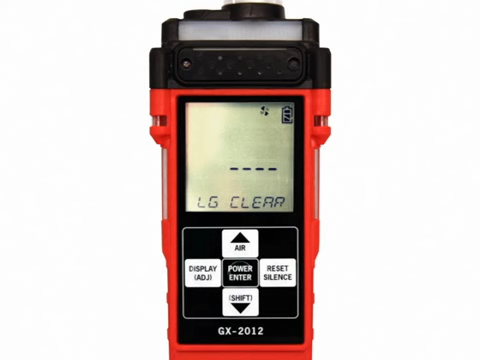 ----
LG CLEAR
AIR
DISPLAY
(ADJ)
POWER
ENTER
RESET
SILENCE
(SHIFT)
GX-2012